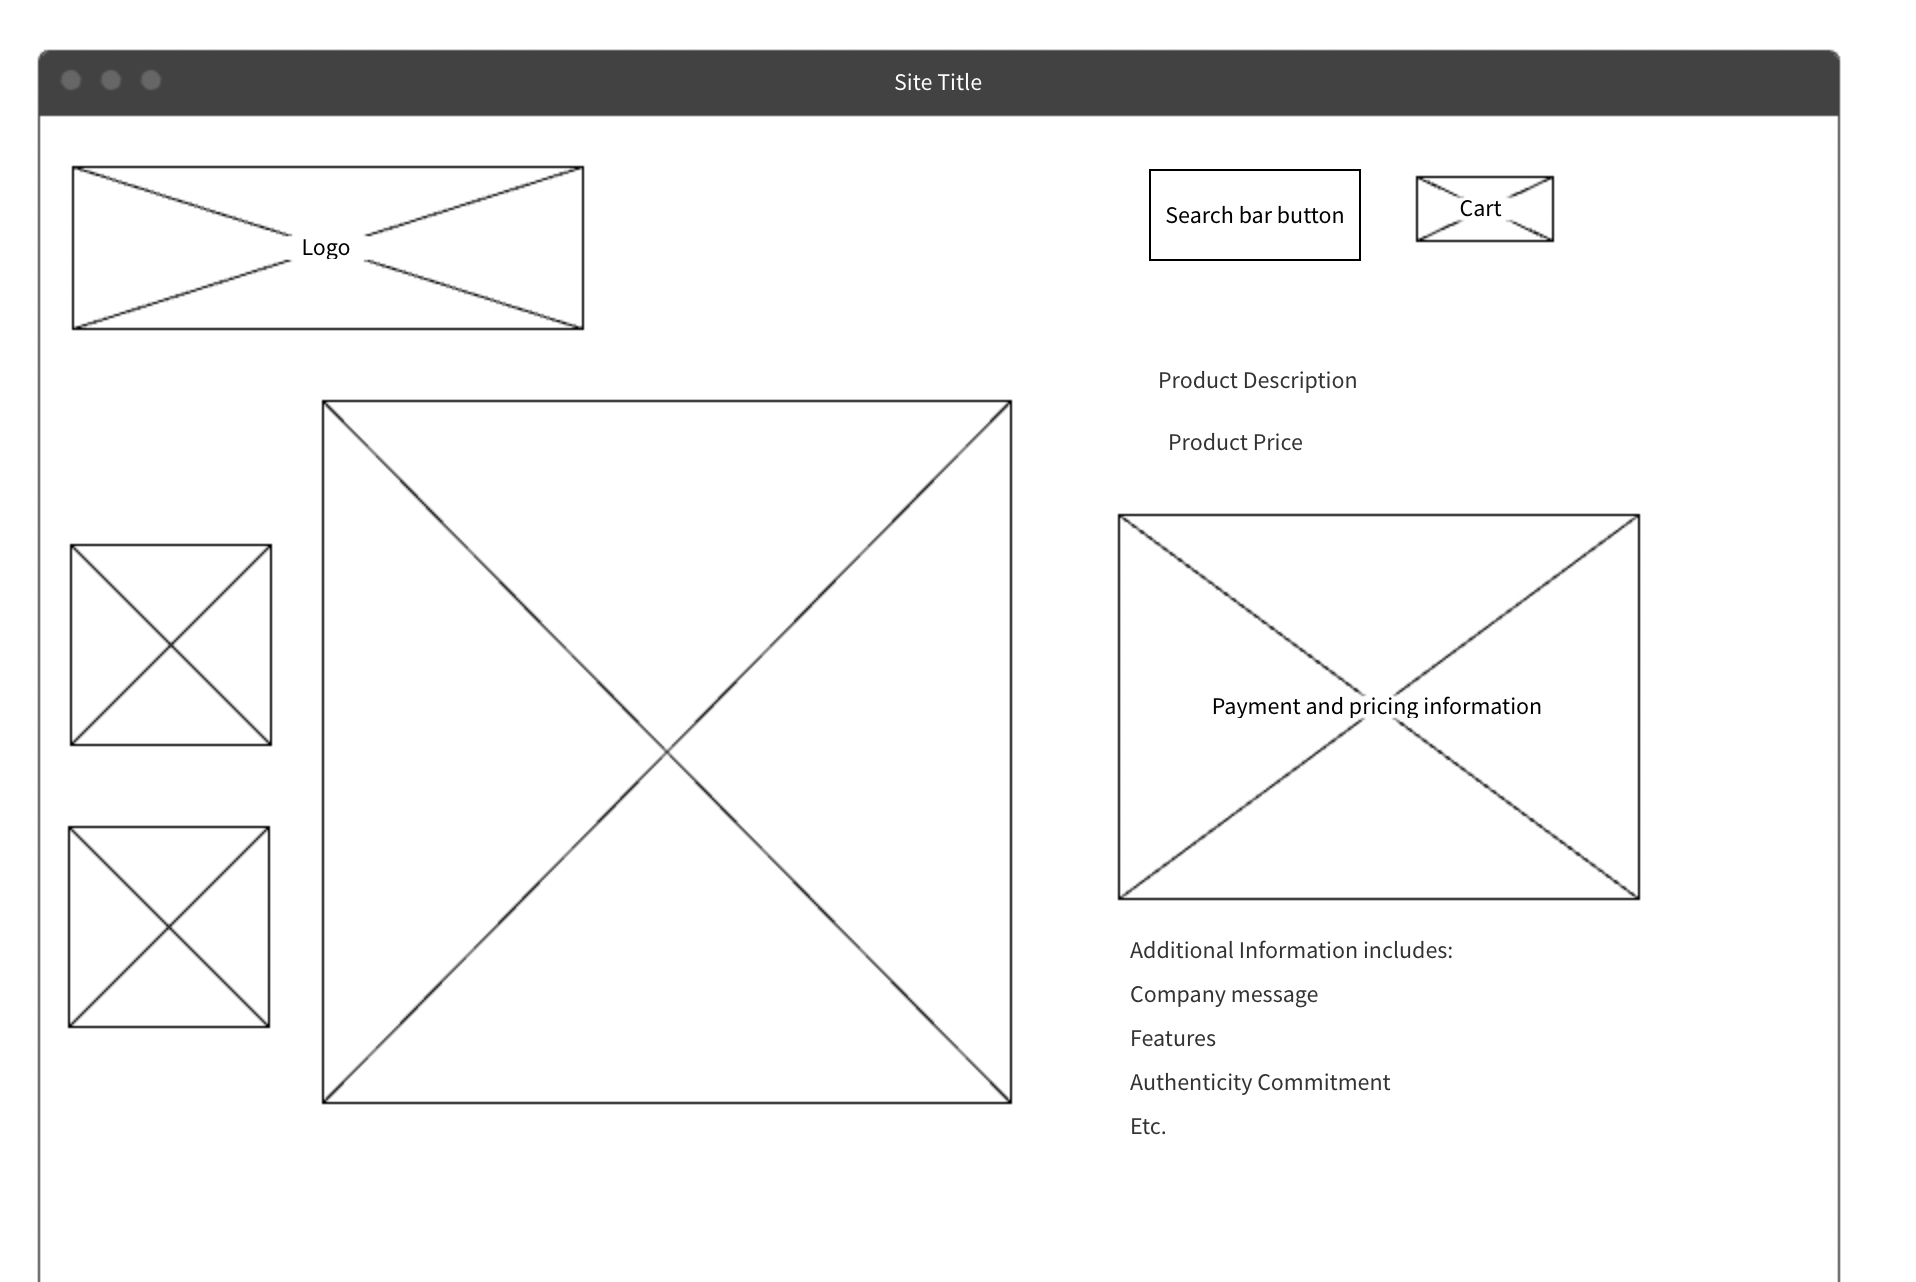 Site Title
Logo
Search bar button
Cart
Product Description
Product Price
Payment and pricing information
Additional Information includes:
Company message
Features
Authenticity Commitment
Etc.